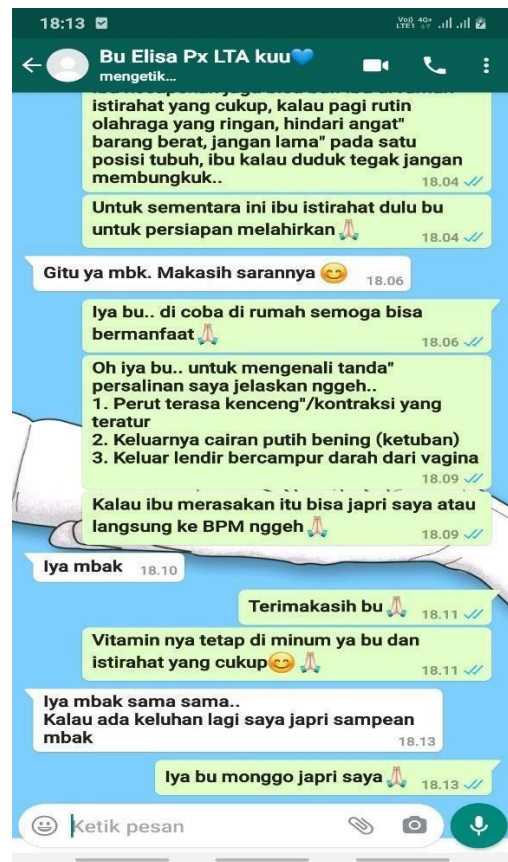 18:13
Vo)) 4G+
LTE1
Bu Elisa Px LTA kuu💙
mengetik...
istirahat yang cukup, kalau pagi rutin
olahraga yang ringan, hindari angat"
barang berat, jangan lama" pada satu
posisi tubuh, ibu kalau duduk tegak jangan
membungkuk..
18.04
Untuk sementara ini ibu istirahat dulu bu
untuk persiapan melahirkan🙏
18.04
Gitu ya mbk. Makasih sarannya 😊
18.06
Iya bu.. di coba di rumah semoga bisa
bermanfaat🙏
18.06
Oh iya bu.. untuk mengenali tanda"
persalinan saya jelaskan nggeh..
1. Perut terasa kenceng"/kontraksi yang
teratur
2. Keluarnya cairan putih bening (ketuban)
3. Keluar lendir bercampur darah dari vagina
18.09
Kalau ibu merasakan itu bisa japri saya atau
langsung ke BPM nggeh🙏
18.09
Iya mbak 18.10
Terimakasih bu🙏 18.11
Vitamin nya tetap di minum ya bu dan
istirahat yang cukup😊🙏
18.11
Iya mbak sama sama..
Kalau ada keluhan lagi saya japri sampean
mbak
18.13
Iya bu monggo japri saya🙏 18.13
Ketik pesan